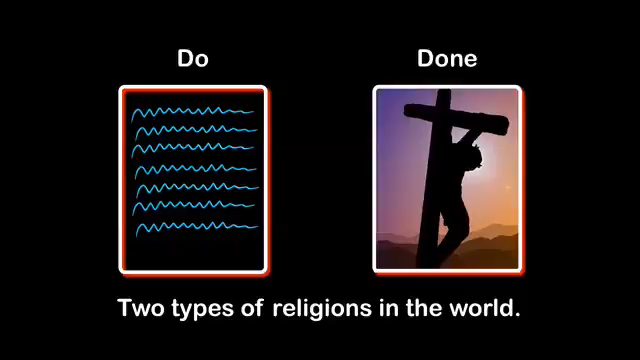 Do
Done
Two types of religions in the world.